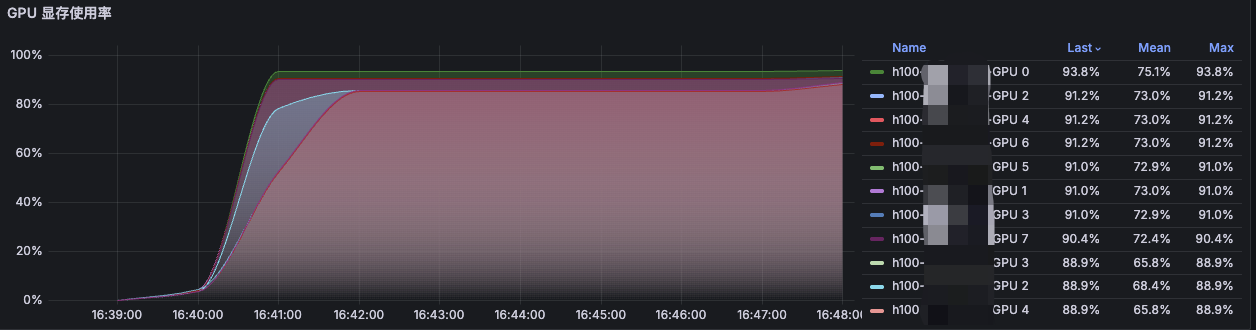 GPU 显存使用率
100%
80%
60%
40%
20%
0%
16:39:00 16:40:00 16:41:00 16:42:00 16:43:00 16:44:00 16:45:00 16:46:00 16:47:00 16:48:0
Name Last Mean Max
h100- GPU 0 93.8% 75.1% 93.8%
h100- GPU 2 91.2% 73.0% 91.2%
h100- GPU 4 91.2% 73.0% 91.2%
h100- GPU 6 91.2% 73.0% 91.2%
h100- GPU 5 91.0% 72.9% 91.0%
h100- GPU 1 91.0% 73.0% 91.0%
h100- GPU 3 91.0% 72.9% 91.0%
h100- GPU 7 90.4% 72.4% 90.4%
h100- GPU 3 88.9% 65.8% 88.9%
h100- GPU 2 88.9% 68.4% 88.9%
h100 GPU 4 88.9% 65.8% 88.9%